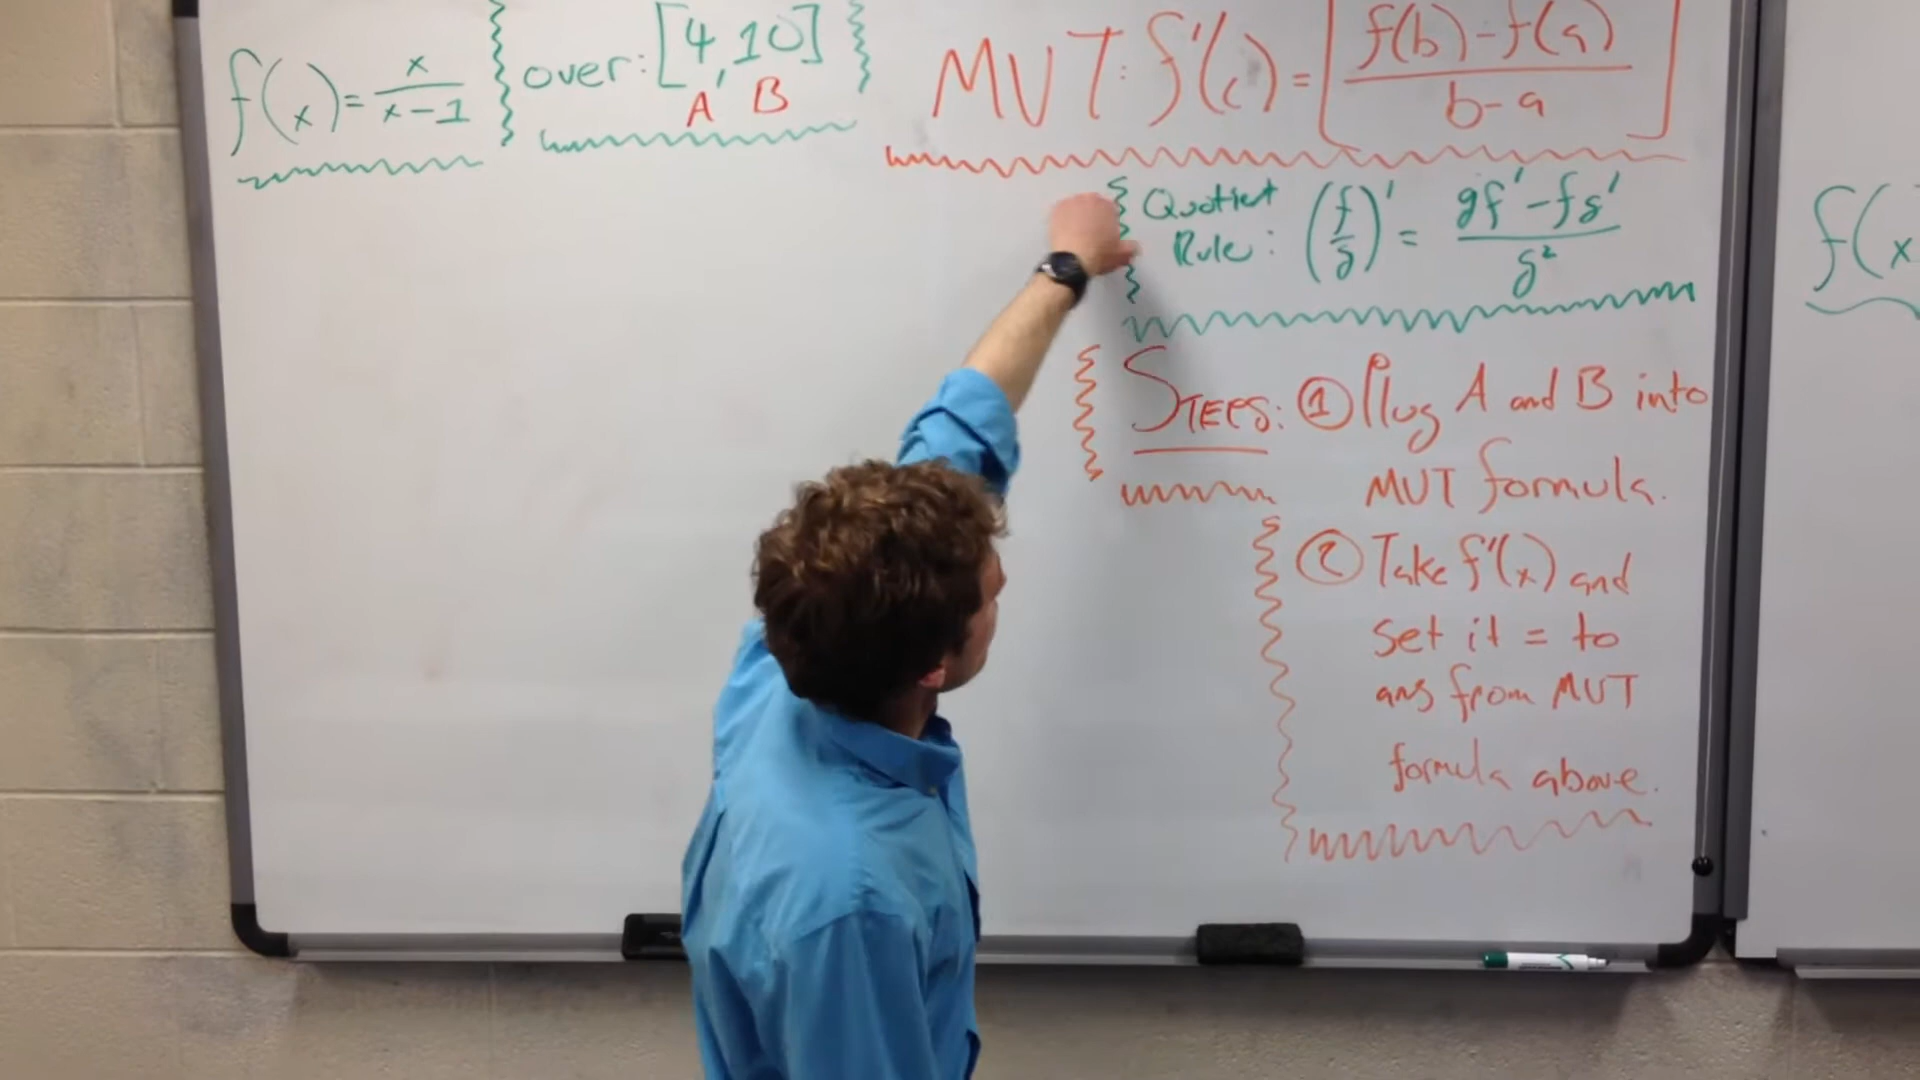 f(x) = x / x-1
over: [4, 10]
A B
MVT: f'(c) = [f(b)-f(a) / b-a]
Quotient
Rule: (f/g)' = gf'-fg' / g²
STEPS: ① Plug A and B into
MVT formula.
② Take f'(x) and
set it = to
ans from MVT
formula above.
f(x